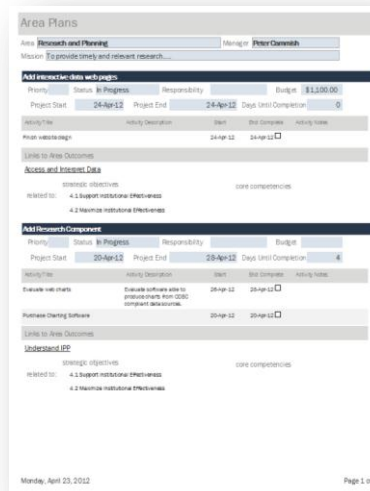 Area Plans
Area Research and Planning Manager Peter Cammish
Mission To provide timely and relevant research....
Add interactive data web pages
Priority Status In Progress Responsibility Budget $1,100.00
Project Start 24-Apr-12 Project End 24-Apr-12 Days Until Completion 0
Activity Title Activity Description Start End Complete Activity Notes
Finish website design 24-Apr-12 24-Apr-12
Links to Area Outcomes
Access and Interpret Data
strategic objectives core competencies
related to: 4.1 Support Institutional Effectiveness
4.2 Maximize Institutional Effectiveness
Add Research Component
Priority Status In Progress Responsibility Budget
Project Start 20-Apr-12 Project End 28-Apr-12 Days Until Completion 4
Activity Title Activity Description Start End Complete Activity Notes
Evaluate web charts Evaluate software able to 28-Apr-12
produce charts from ODBC
compliant data sources.
Purchase Charting Software 20-Apr-12 20-Apr-12
Links to Area Outcomes
Understand IPP
strategic objectives core competencies
related to: 4.1 Support Institutional Effectiveness
4.2 Maximize Institutional Effectiveness
Monday, April 23, 2012 Page 1 o